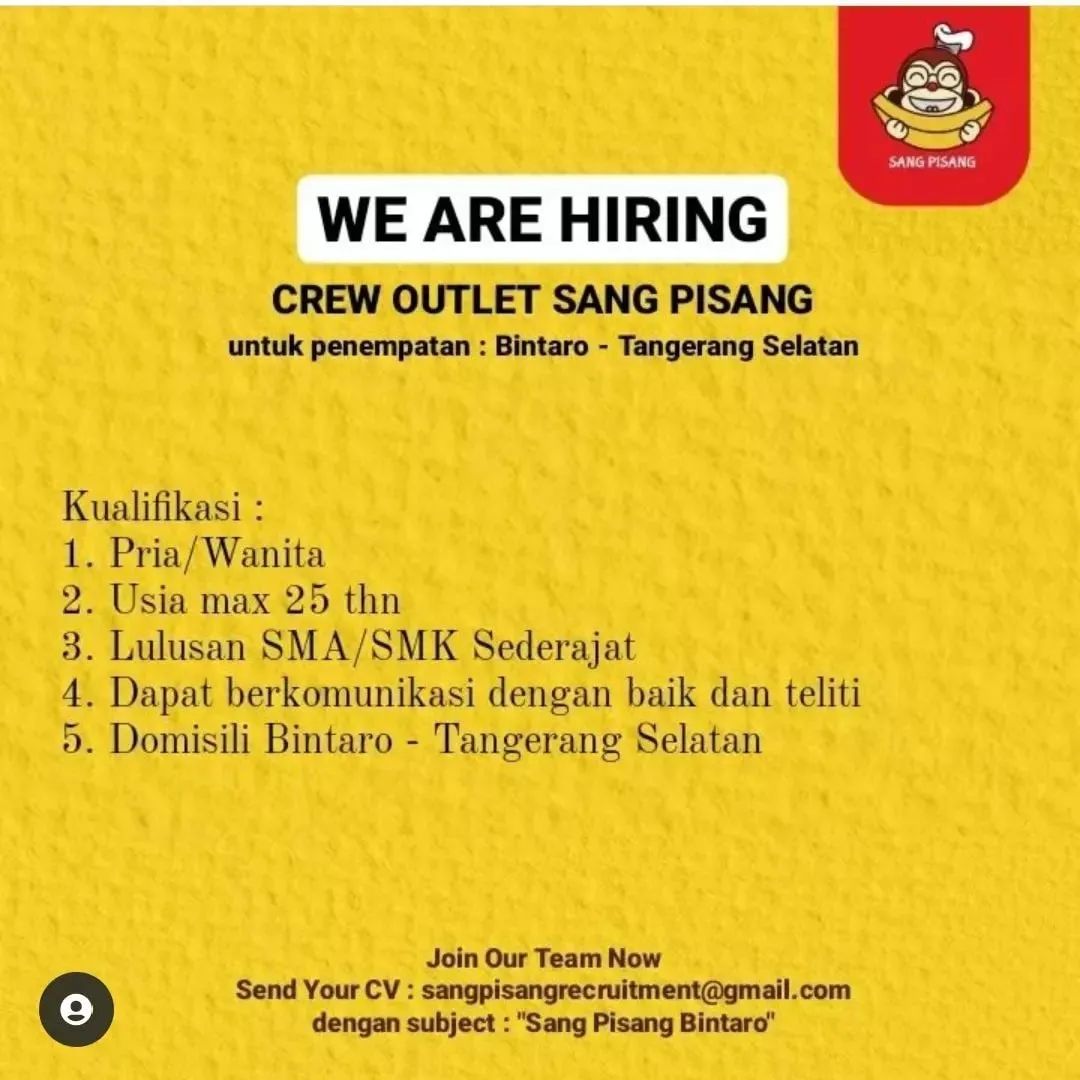 SANG PISANG
WE ARE HIRING
CREW OUTLET SANG PISANG
untuk penempatan : Bintaro - Tangerang Selatan
Kualifikasi :
1. Pria/Wanita
2. Usia max 25 thn
3. Lulusan SMA/SMK Sederajat
4. Dapat berkomunikasi dengan baik dan teliti
5. Domisili Bintaro - Tangerang Selatan
Join Our Team Now
Send Your CV : sangpisangrecruitment@gmail.com
dengan subject : "Sang Pisang Bintaro"